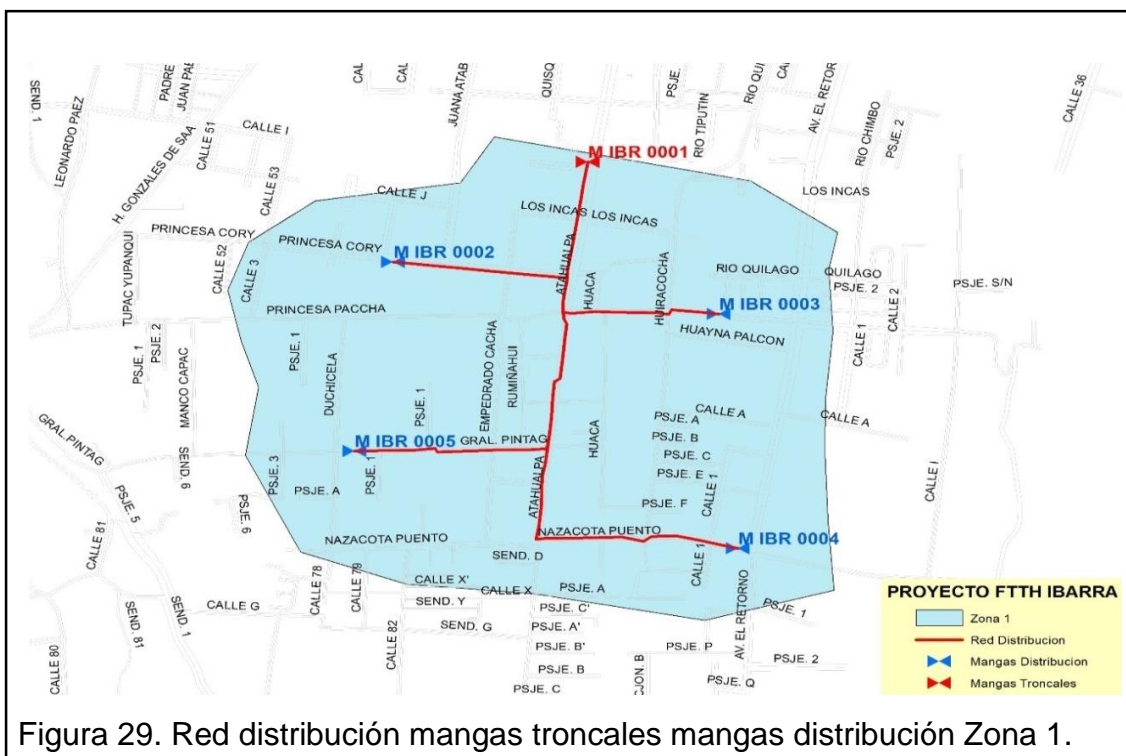 SEND. 1
LEONARDO PAEZ
PADRE
JUAN PAE
H. GONZALES DE SAA
CALLE 51
CALLE I
CALLE 53
CAL
CAL
JUANA ATAB
QUISQ
PSJE.
RIO TIPUTIN
RIO QUI
CAL
AV. EL RETORN
RIO CHIMBO
PSJE. 2
CALLE 36
M IBR 0001
CALLE J
LOS INCAS LOS INCAS
LOS INCAS
PRINCESA CORY
PRINCESA CORY
M IBR 0002
TUPAC YUPANQUI
CALLE 52
CALLE 3
ATAHUALPA
HUACA
HUIRACOCHA
RIO QUILAGO
QUILAGO
PSJE. 2
CALLE 2
PSJE. S/N
M IBR 0003
PRINCESA PACCHA
HUAYNA PALCON
CALLE 1
PSJE. 1
PSJE. 2
MANCO CAPAC
PSJE. 1
DUCHICELA
PSJE. 1
EMPEDRADO CACHA
RUMIÑAHUI
CALLE A
CALLE A
PSJE. A
PSJE. B
PSJE. C
PSJE. E
PSJE. F
CALLE 1
HUACA
GRAL. PINTAG
SEND. 6
M IBR 0005
GRAL. PINTAG
PSJE. 3
PSJE. 1
PSJE. A
PSJE. 5
PSJE. 6
ATAHUALPA
CALLE I
NAZACOTA PUENTO
NAZACOTA PUENTO
M IBR 0004
SEND. D
CALLE 1
CALLE 81
CALLE 78
CALLE 79
CALLE X'
CALLE X
PSJE. A
AV. EL RETORNO
PSJE. 1
CALLE G
SEND. Y
SEND. G
PSJE. C'
PSJE. A'
PSJE. B'
PSJE. B
PSJE. C
SEND. 81
SEND. 1
CALLE 80
CALLE 82
CJON. B
PSJE. P
PSJE. 2
PSJE. Q
PROYECTO FTTH IBARRA
Zona 1
Red Distribucion
Mangas Distribucion
Mangas Troncales
Figura 29. Red distribución mangas troncales mangas distribución Zona 1.